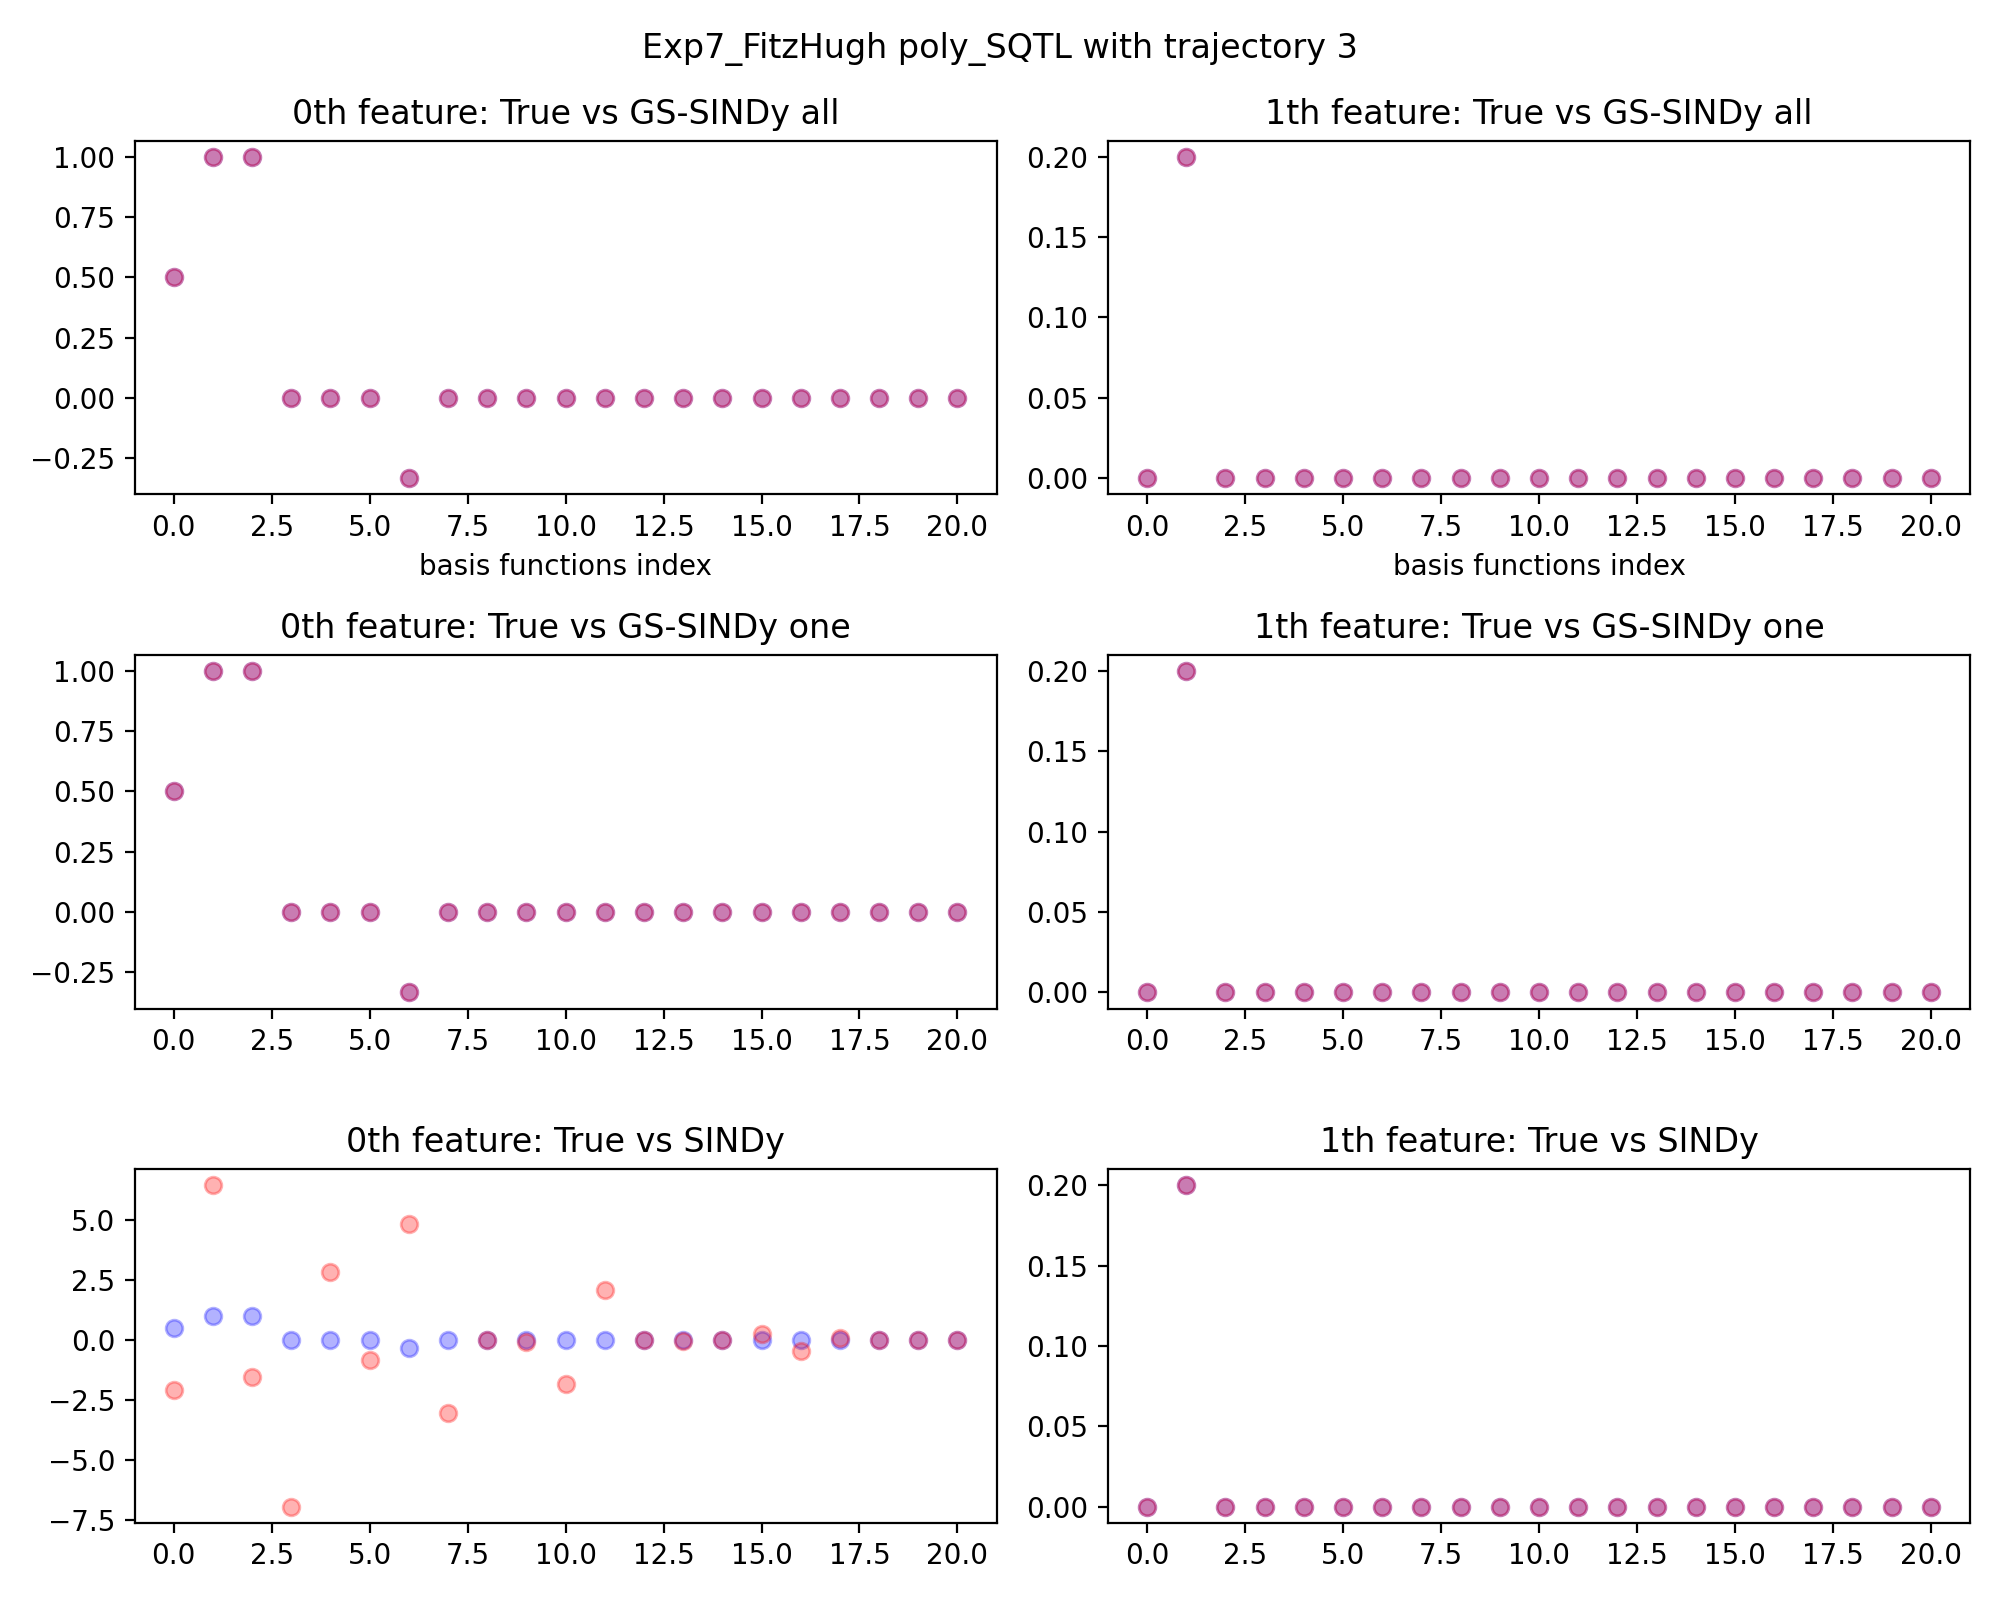 Exp7_FitzHugh poly_SQTL with trajectory 3
0th feature: True vs GS-SINDy all
1.00
0.75
0.50
0.25
0.00
−0.25
0.0 2.5 5.0 7.5 10.0 12.5 15.0 17.5 20.0
basis functions index
1th feature: True vs GS-SINDy all
0.20
0.15
0.10
0.05
0.00
0.0 2.5 5.0 7.5 10.0 12.5 15.0 17.5 20.0
basis functions index
0th feature: True vs GS-SINDy one
1.00
0.75
0.50
0.25
0.00
−0.25
0.0 2.5 5.0 7.5 10.0 12.5 15.0 17.5 20.0
1th feature: True vs GS-SINDy one
0.20
0.15
0.10
0.05
0.00
0.0 2.5 5.0 7.5 10.0 12.5 15.0 17.5 20.0
0th feature: True vs SINDy
5.0
2.5
0.0
−2.5
−5.0
−7.5
0.0 2.5 5.0 7.5 10.0 12.5 15.0 17.5 20.0
1th feature: True vs SINDy
0.20
0.15
0.10
0.05
0.00
0.0 2.5 5.0 7.5 10.0 12.5 15.0 17.5 20.0